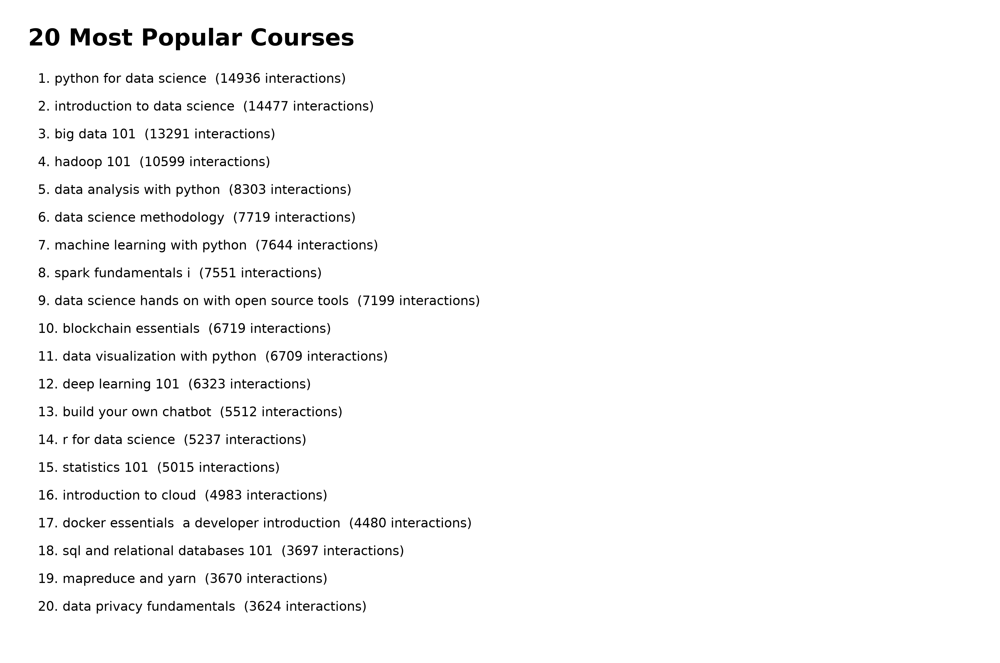 20 Most Popular Courses
1. python for data science  (14936 interactions)
2. introduction to data science  (14477 interactions)
3. big data 101  (13291 interactions)
4. hadoop 101  (10599 interactions)
5. data analysis with python  (8303 interactions)
6. data science methodology  (7719 interactions)
7. machine learning with python  (7644 interactions)
8. spark fundamentals i  (7551 interactions)
9. data science hands on with open source tools  (7199 interactions)
10. blockchain essentials  (6719 interactions)
11. data visualization with python  (6709 interactions)
12. deep learning 101  (6323 interactions)
13. build your own chatbot  (5512 interactions)
14. r for data science  (5237 interactions)
15. statistics 101  (5015 interactions)
16. introduction to cloud  (4983 interactions)
17. docker essentials  a developer introduction  (4480 interactions)
18. sql and relational databases 101  (3697 interactions)
19. mapreduce and yarn  (3670 interactions)
20. data privacy fundamentals  (3624 interactions)